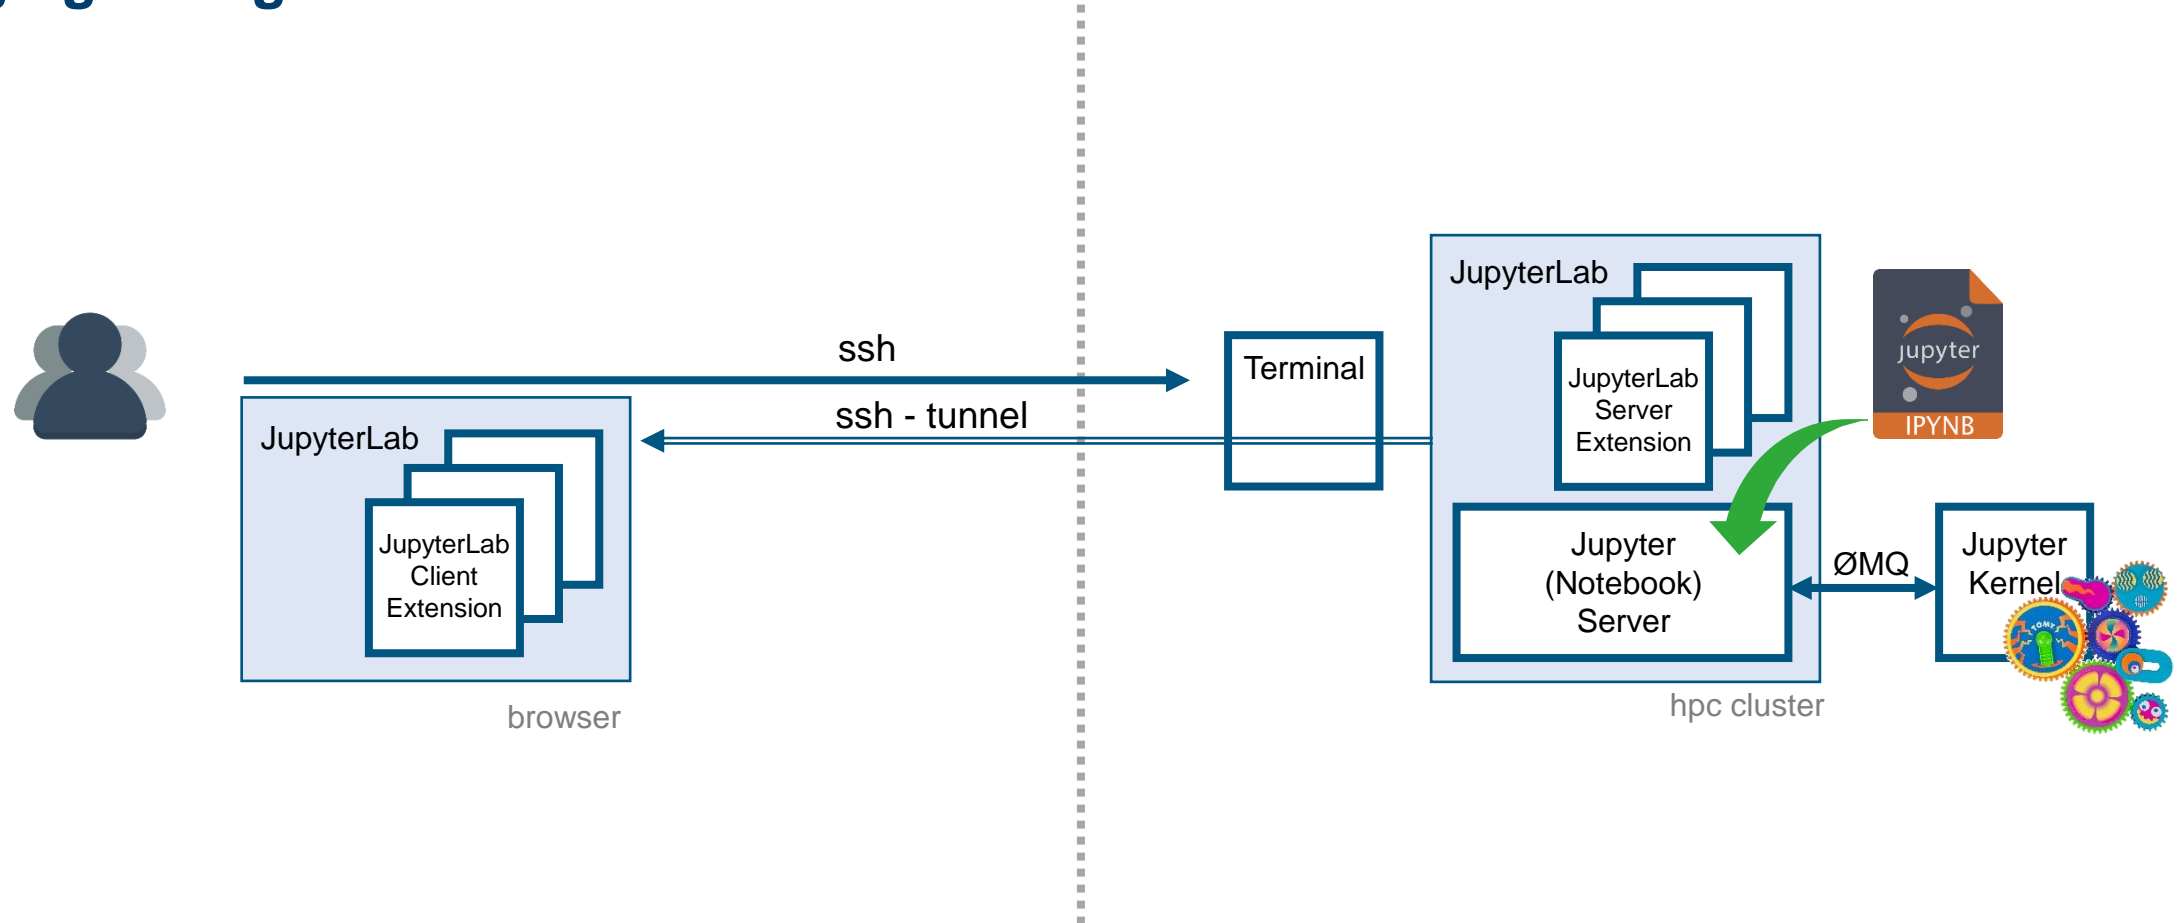 ssh
ssh - tunnel
JupyterLab
JupyterLab
Client
Extension
browser
Terminal
JupyterLab
JupyterLab
Server
Extension
Jupyter
(Notebook)
Server
hpc cluster
jupyter
IPYNB
ØMQ
Jupyter
Kernel
TOMY